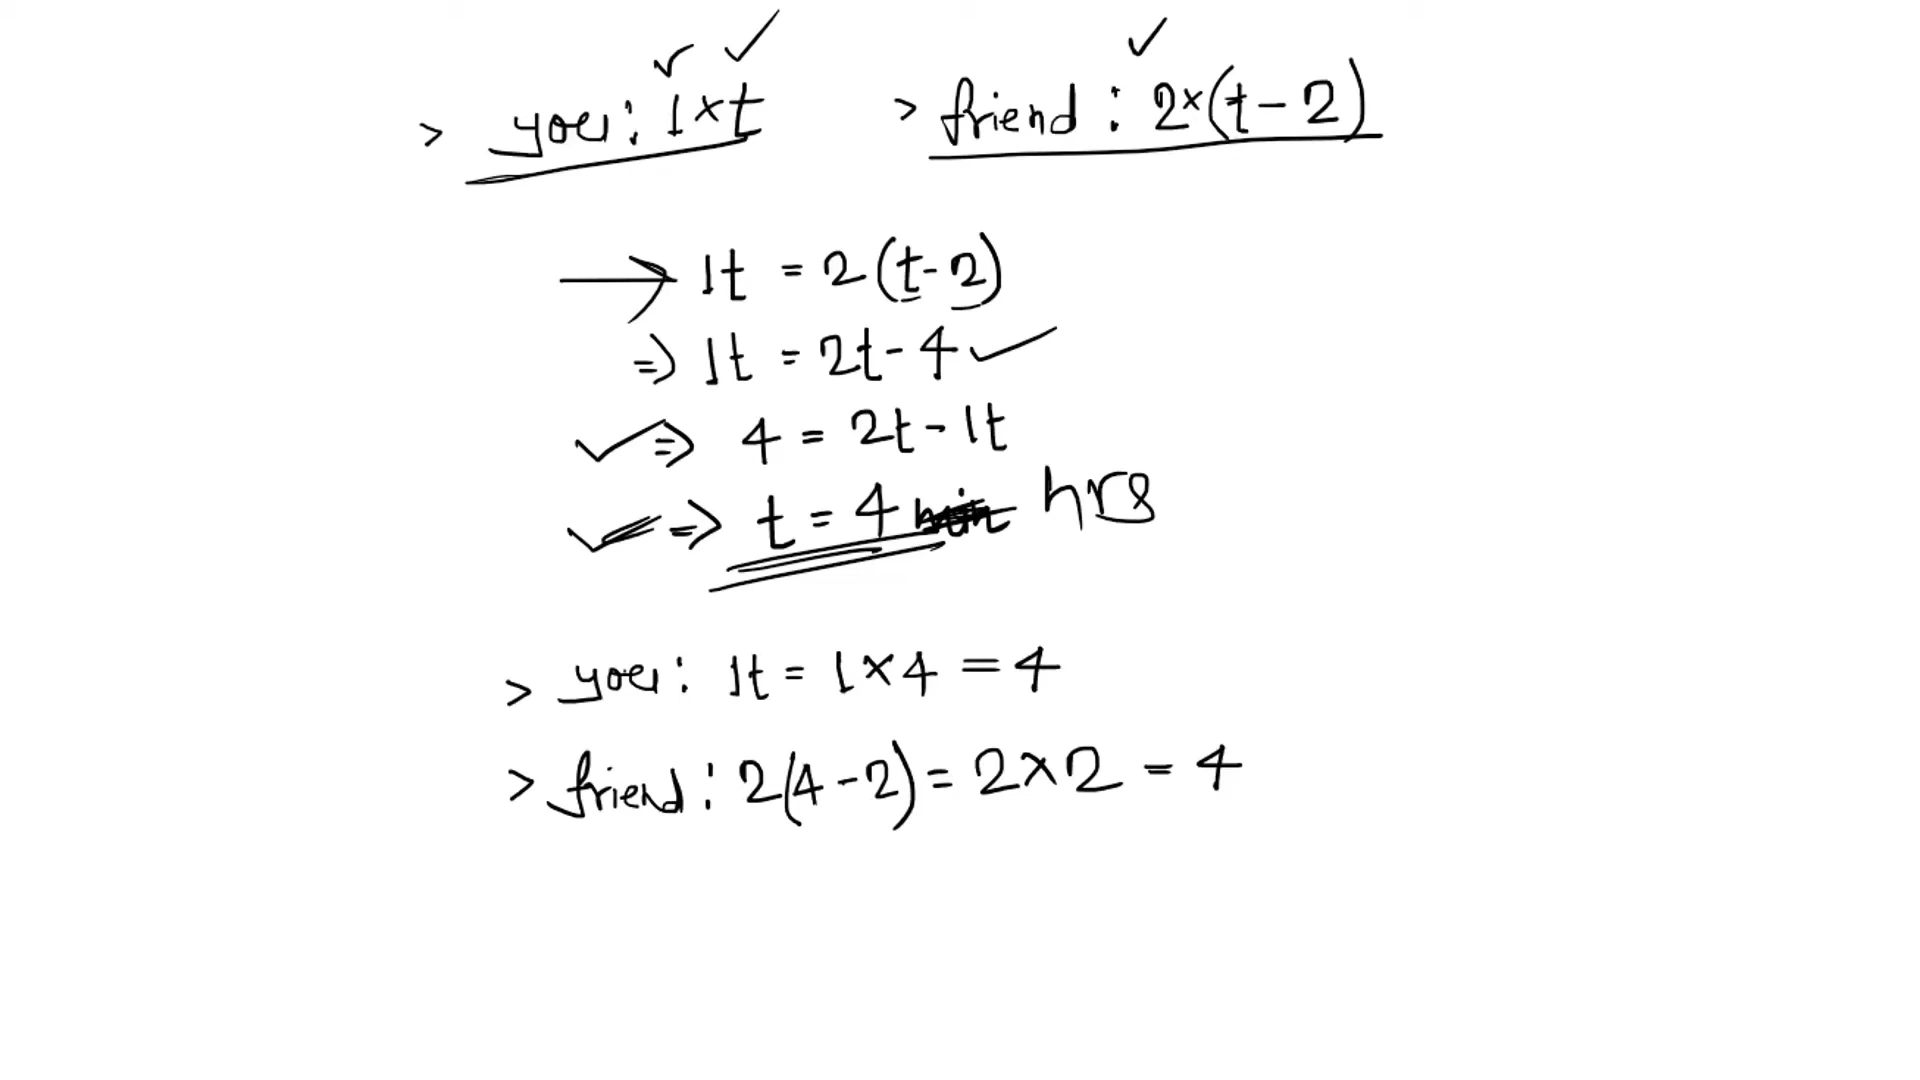 > you: 1×t > friend: 2×(t-2)
→ 1t = 2(t-2)
=> 1t = 2t-4 ✓
✓ => 4 = 2t-1t
✓ => t = 4 hrs
> you: 1t = 1×4 = 4
> friend: 2(4-2) = 2×2 = 4